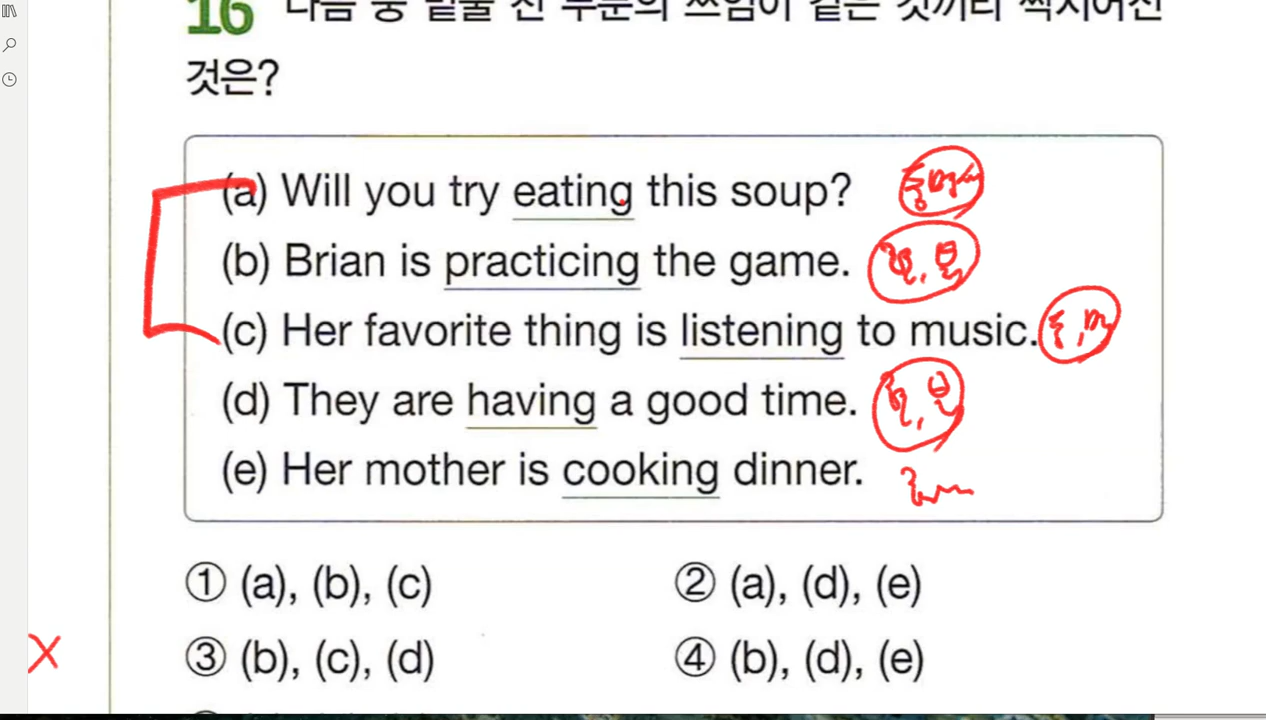 16 다음 중 밑줄 친 부분의 쓰임이 같은 것끼리 짝지어진
것은?
(a) Will you try eating this soup?
(b) Brian is practicing the game.
(c) Her favorite thing is listening to music.
(d) They are having a good time.
(e) Her mother is cooking dinner.
① (a), (b), (c) ② (a), (d), (e)
X ③ (b), (c), (d) ④ (b), (d), (e)